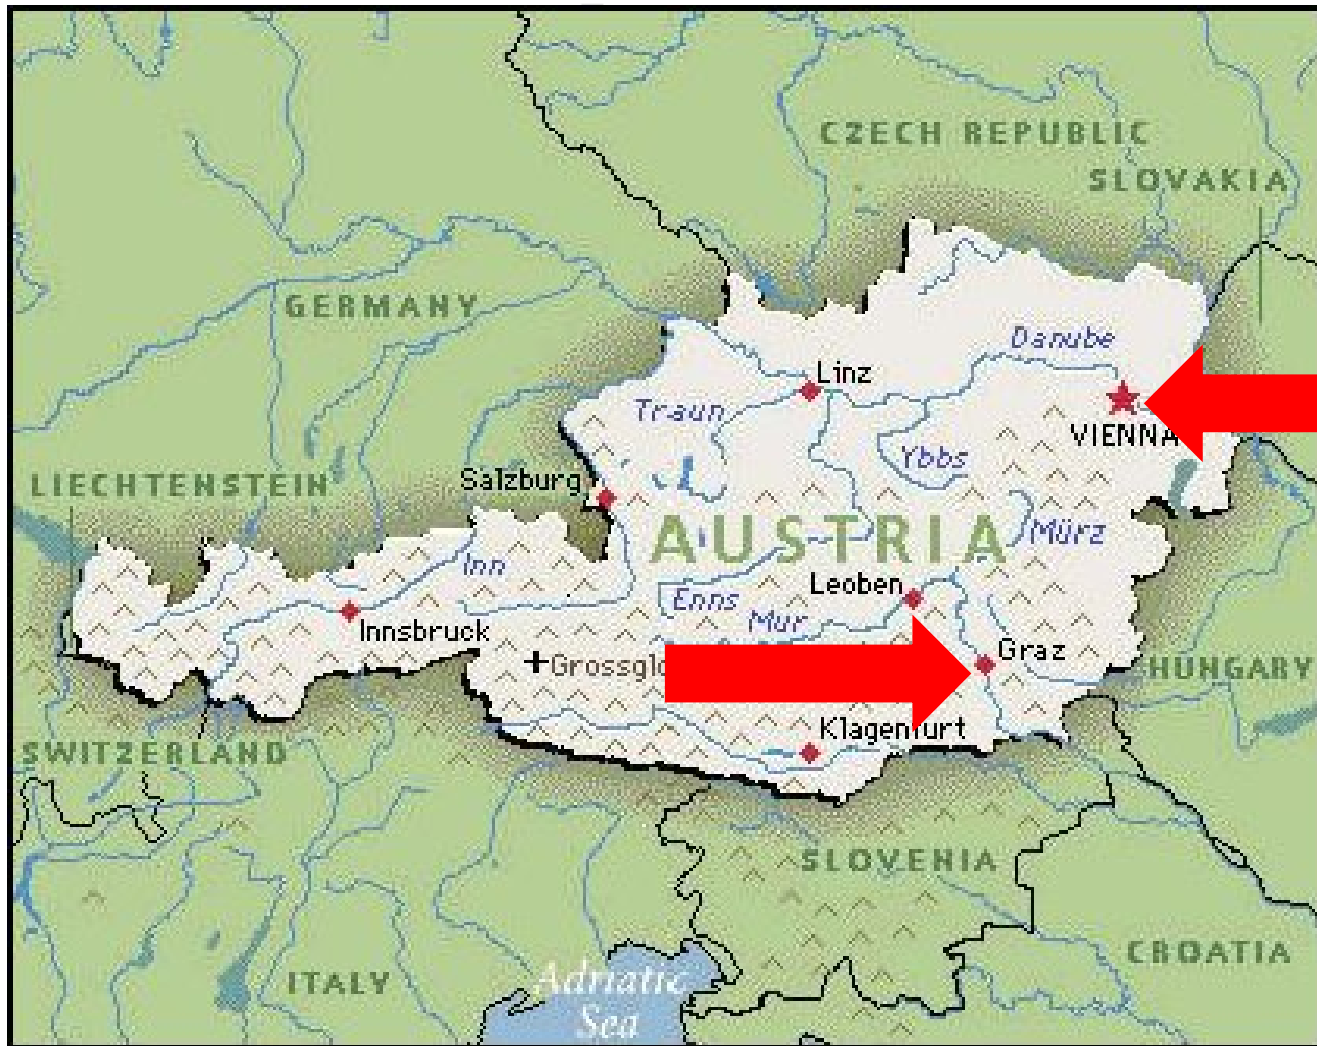 CZECH REPUBLIC
SLOVAKIA
GERMANY
Danube
Linz
Traun
VIENNA
Ybbs
LIECHTENSTEIN
Salzburg
AUSTRIA
Mürz
Inn
Leoben
Enns
Mur
Innsbruck
Graz
HUNGARY
Klagenfurt
SWITZERLAND
SLOVENIA
CROATIA
ITALY
Adriatic
Sea